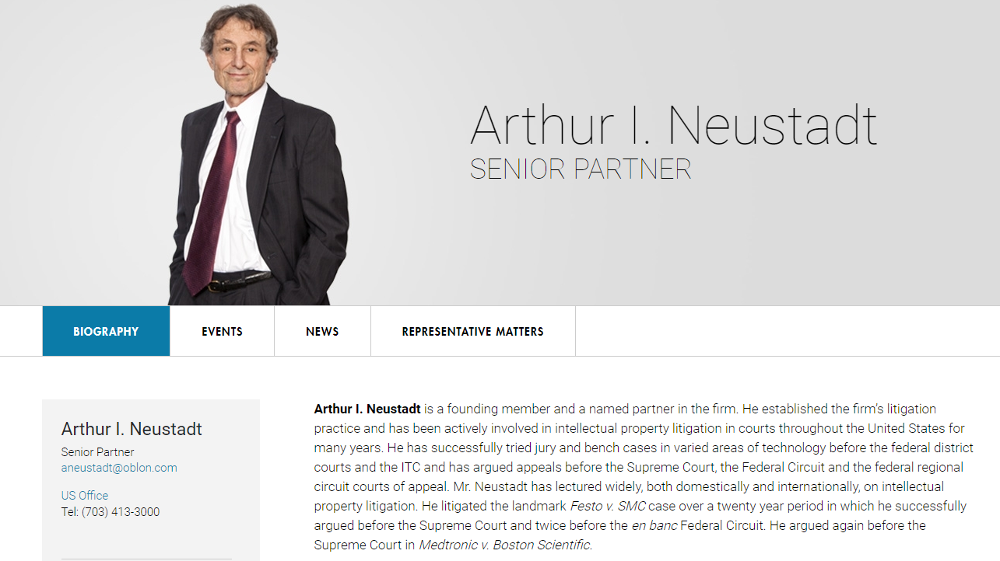 Arthur I. Neustadt
SENIOR PARTNER
BIOGRAPHY
EVENTS
NEWS
REPRESENTATIVE MATTERS
Arthur I. Neustadt
Senior Partner
aneustadt@oblon.com
US Office
Tel: (703) 413-3000
Arthur I. Neustadt is a founding member and a named partner in the firm. He established the firm's litigation
practice and has been actively involved in intellectual property litigation in courts throughout the United States for
many years. He has successfully tried jury and bench cases in varied areas of technology before the federal district
courts and the ITC and has argued appeals before the Supreme Court, the Federal Circuit and the federal regional
circuit courts of appeal. Mr. Neustadt has lectured widely, both domestically and internationally, on intellectual
property litigation. He litigated the landmark Festo v. SMC case over a twenty year period in which he successfully
argued before the Supreme Court and twice before the en banc Federal Circuit. He argued again before the
Supreme Court in Medtronic v. Boston Scientific.